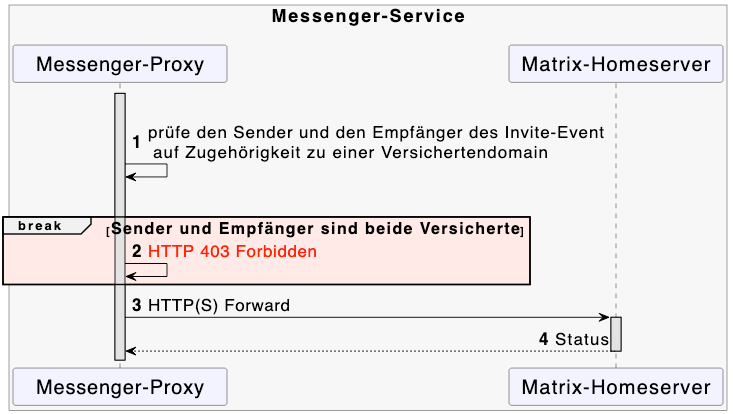 Messenger-Service
Messenger-Proxy
Matrix-Homeserver
1 prüfe den Sender und den Empfänger des Invite-Event
auf Zugehörigkeit zu einer Versichertendomain
break
[Sender und Empfänger sind beide Versicherte]
2 HTTP 403 Forbidden
3 HTTP(S) Forward
4 Status
Messenger-Proxy
Matrix-Homeserver